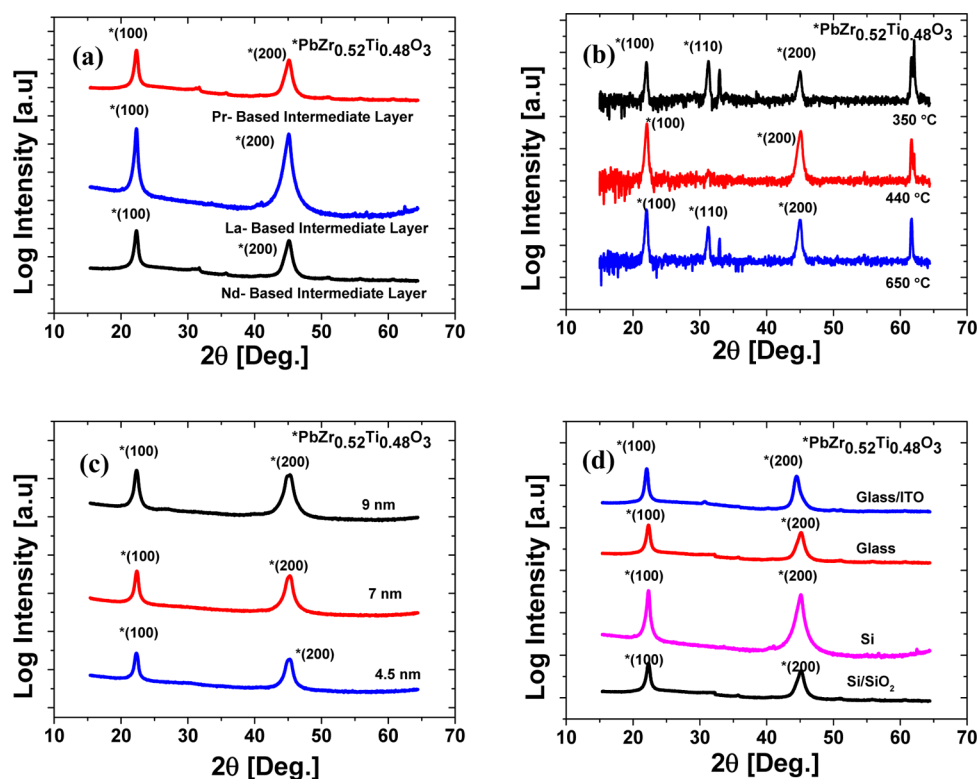 (a)
*(100)
*PbZr0.52Ti0.48O3
*(200)
Pr- Based Intermediate Layer
*(100)
*(200)
La- Based Intermediate Layer
*(100)
*(200)
Nd- Based Intermediate Layer
Log Intensity [a.u]
10 20 30 40 50 60 70
2θ [Deg.]
(b)
*PbZr0.52Ti0.48O3
*(100)
*(110)
*(200)
350 °C
*(100)
*(200)
440 °C
*(100)
*(110)
*(200)
650 °C
Log Intensity [a.u]
10 20 30 40 50 60 70
2θ [Deg.]
(c)
*PbZr0.52Ti0.48O3
*(100)
*(200)
9 nm
*(100)
*(200)
7 nm
*(100)
*(200)
4.5 nm
Log Intensity [a.u]
10 20 30 40 50 60 70
2θ [Deg.]
(d)
*PbZr0.52Ti0.48O3
*(100)
*(200)
Glass/ITO
*(100)
*(200)
Glass
*(100)
*(200)
Si
*(100)
*(200)
Si/SiO2
Log Intensity [a.u]
10 20 30 40 50 60 70
2θ [Deg.]